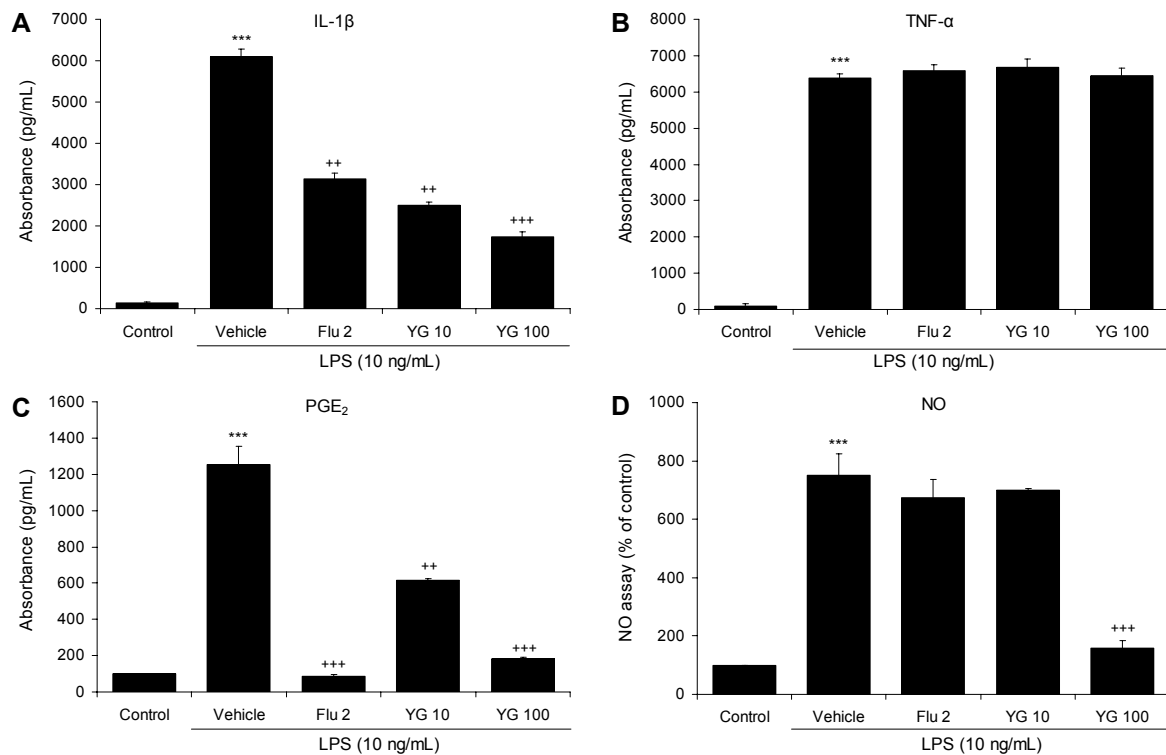 A
IL-1β
Absorbance (pg/mL)
7000
6000
5000
4000
3000
2000
1000
0
***
++
++
+++
Control Vehicle Flu 2 YG 10 YG 100
LPS (10 ng/mL)
B
TNF-α
Absorbance (pg/mL)
8000
7000
6000
5000
4000
3000
2000
1000
0
***
Control Vehicle Flu 2 YG 10 YG 100
LPS (10 ng/mL)
C
PGE₂
Absorbance (pg/mL)
1600
1400
1200
1000
800
600
400
200
0
***
+++
++
+++
Control Vehicle Flu 2 YG 10 YG 100
LPS (10 ng/mL)
D
NO
NO assay (% of control)
1000
800
600
400
200
0
***
+++
Control Vehicle Flu 2 YG 10 YG 100
LPS (10 ng/mL)